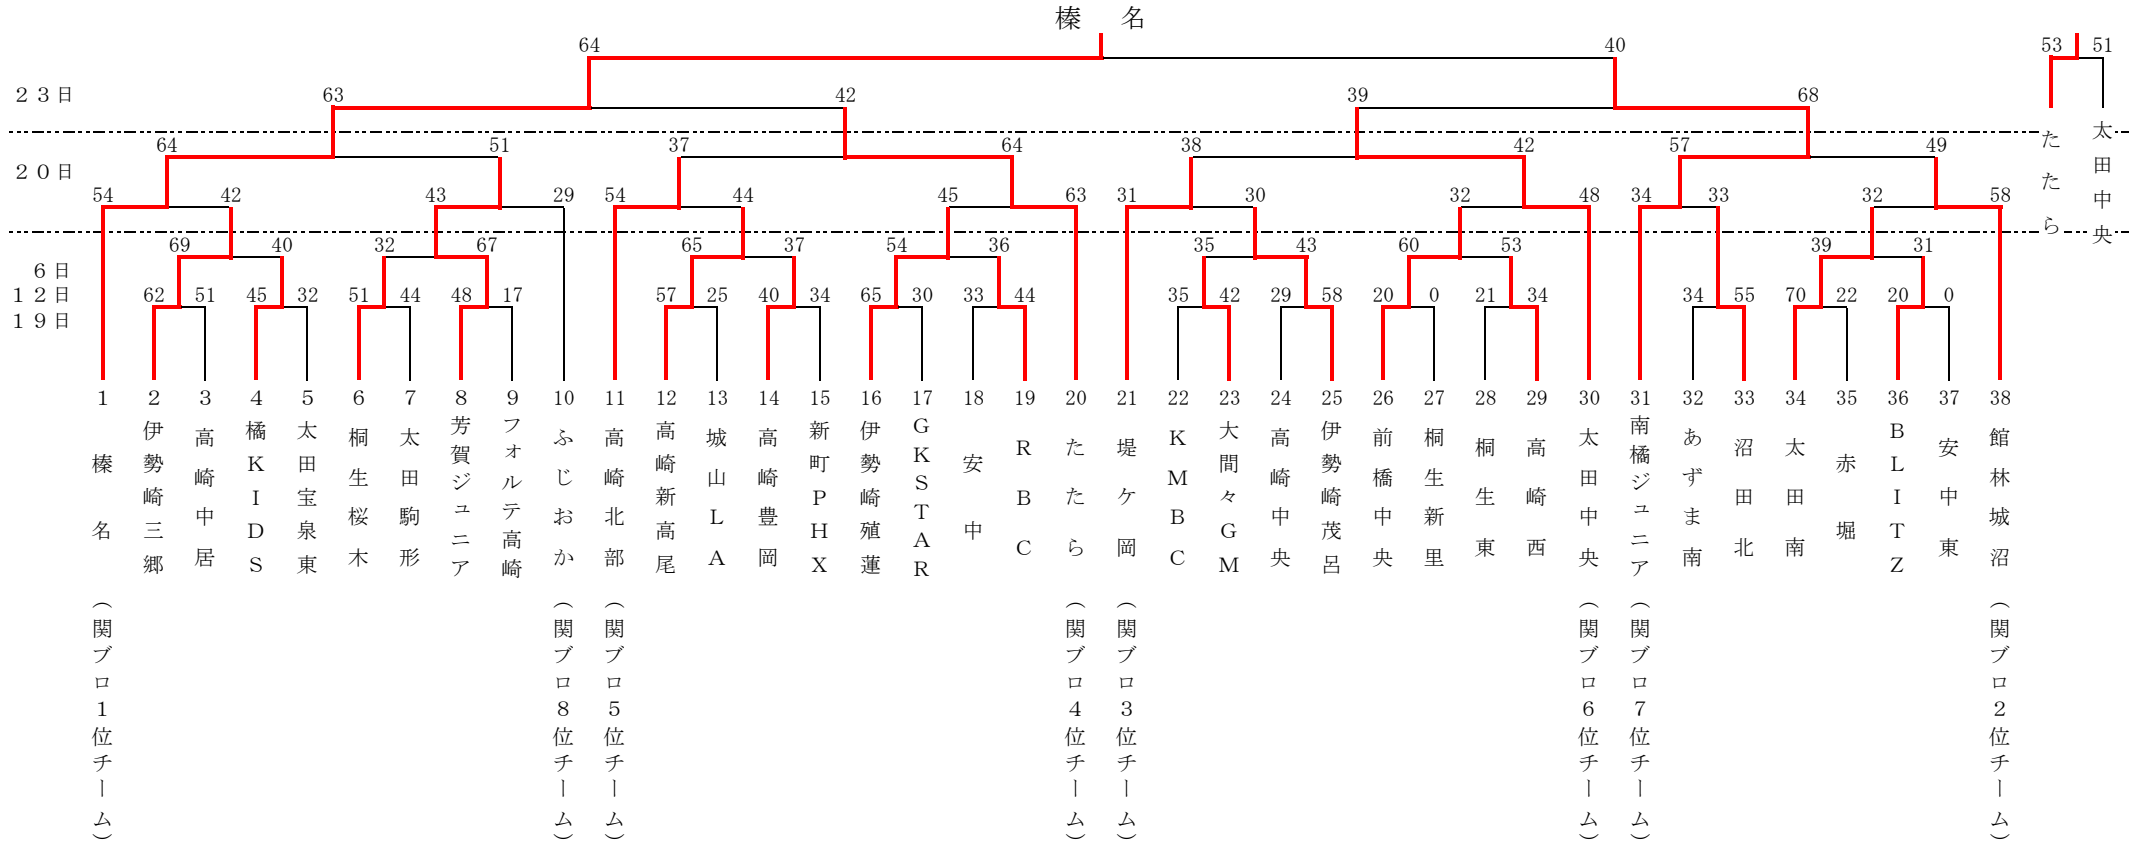 榛 名
64 40 53 51
２３日 63 42 39 68
64 51 37 64 38 42 57 49
２０日
54 42 43 29 54 44 45 63 31 30 32 48 34 33 32 58
69 40 32 67 65 37 54 36 35 43 60 53 39 31
６日
１２日 62 51 45 32 51 44 48 17 57 25 40 34 65 30 33 44 35 42 29 58 20 0 21 34 34 55 70 22 20 0
１９日
たたら
太田中央
1 榛名 （関ブロ１位チーム）
2 伊勢崎三郷
3 高崎中居
4 橘KIDS
5 太田宝泉東
6 桐生桜木
7 太田駒形
8 芳賀ジュニア
9 フォルテ高崎
10 ふじおか （関ブロ８位チーム）
11 高崎北部 （関ブロ５位チーム）
12 高崎新高尾
13 城山LA
14 高崎豊岡
15 新町PHX
16 伊勢崎殖蓮
17 GKSTAR
18 安中
19 RBC
20 たたら （関ブロ４位チーム）
21 堤ケ岡 （関ブロ３位チーム）
22 KMBC
23 大間々GM
24 高崎中央
25 伊勢崎茂呂
26 前橋中央
27 桐生新里
28 桐生東
29 高崎西
30 太田中央 （関ブロ６位チーム）
31 南橘ジュニア （関ブロ７位チーム）
32 あずま南
33 沼田北
34 太田南
35 赤堀
36 BLITZ
37 安中東
38 館林城沼 （関ブロ２位チーム）